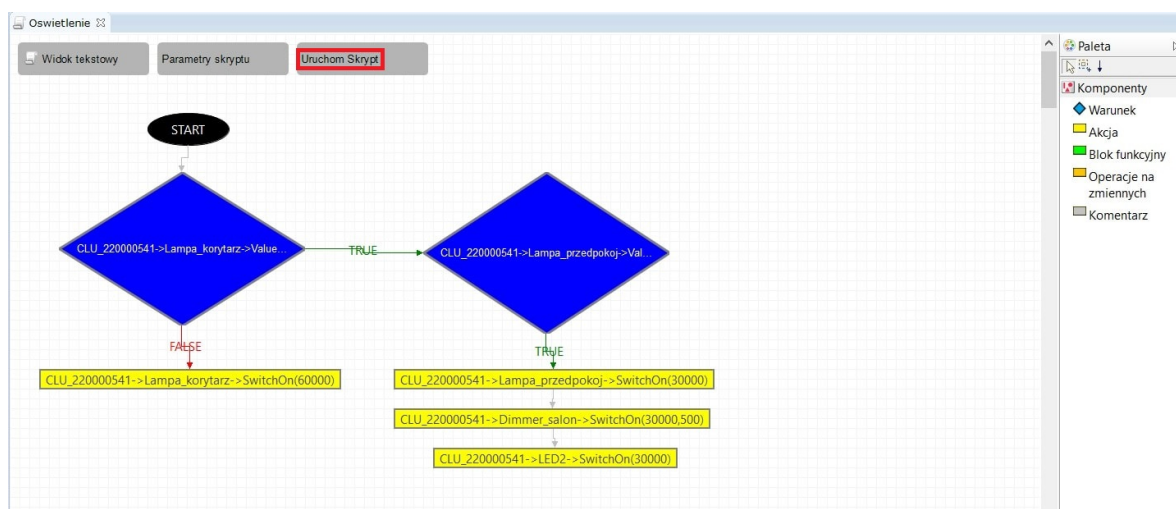 Oswietlenie
Widok tekstowy
Parametry skryptu
Uruchom Skrypt
START
CLU_220000541->Lampa_korytarz->Value...
TRUE
CLU_220000541->Lampa_przedpokoj->Val...
FALSE
TRUE
CLU_220000541->Lampa_korytarz->SwitchOn(60000)
CLU_220000541->Lampa_przedpokoj->SwitchOn(30000)
CLU_220000541->Dimmer_salon->SwitchOn(30000,500)
CLU_220000541->LED2->SwitchOn(30000)
Paleta
Komponenty
Warunek
Akcja
Blok funkcyjny
Operacje na
zmiennych
Komentarz